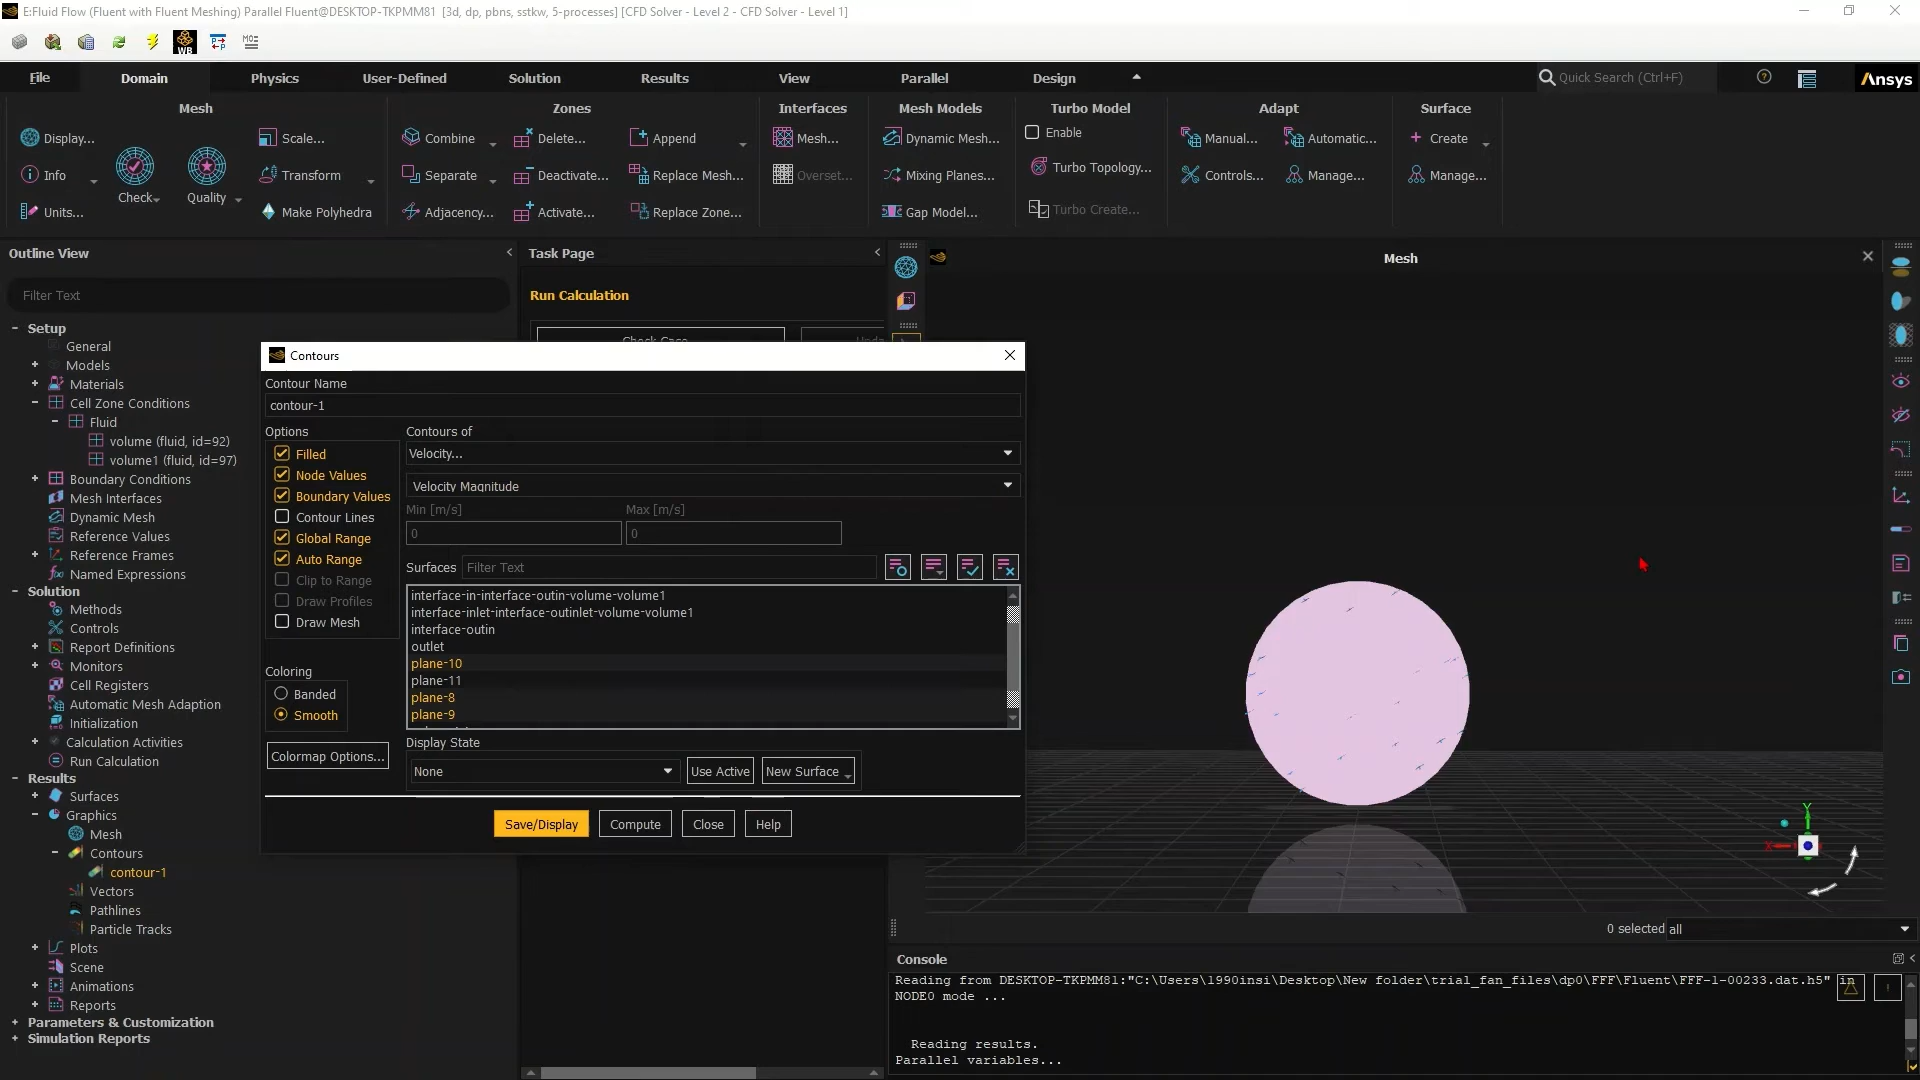 E:Fluid Flow (Fluent with Fluent Meshing) Parallel Fluent@DESKTOP-TKPMM81 [3d, dp, pbns, sstkw, 5-processes] [CFD Solver - Level 2 - CFD Solver - Level 1]
WB
File Domain Physics User-Defined Solution Results View Parallel Design
Quick Search (Ctrl+F)
Ansys
Mesh Zones Interfaces Mesh Models Turbo Model Adapt Surface
Display... Scale... Combine Delete... Append Mesh... Dynamic Mesh... Enable Manual... Automatic... Create
Info Transform Separate Deactivate... Replace Mesh... Overset... Mixing Planes... Turbo Topology... Controls... Manage... Manage...
Check Quality
Units... Make Polyhedra Adjacency... Activate... Replace Zone... Gap Model... Turbo Create...
Outline View
Filter Text
Setup
General
Models
Materials
Cell Zone Conditions
Fluid
volume (fluid, id=92)
volume1 (fluid, id=97)
Boundary Conditions
Mesh Interfaces
Dynamic Mesh
Reference Values
Reference Frames
Named Expressions
Solution
Methods
Controls
Report Definitions
Monitors
Cell Registers
Automatic Mesh Adaption
Initialization
Calculation Activities
Run Calculation
Results
Surfaces
Graphics
Mesh
Contours
contour-1
Vectors
Pathlines
Particle Tracks
Plots
Scene
Animations
Reports
Parameters & Customization
Simulation Reports
Task Page
Run Calculation
Check Case...
Contours
Contour Name
contour-1
Options
Filled
Node Values
Boundary Values
Contour Lines
Global Range
Auto Range
Clip to Range
Draw Profiles
Draw Mesh
Coloring
Banded
Smooth
Colormap Options...
Contours of
Velocity...
Velocity Magnitude
Min [m/s] Max [m/s]
0 0
Surfaces Filter Text
interface-in-interface-outin-volume-volume1
interface-inlet-interface-outinlet-volume-volume1
interface-outin
outlet
plane-10
plane-11
plane-8
plane-9
Display State
None Use Active New Surface
Save/Display Compute Close Help
Mesh
Y
X
0 selected all
Console
Reading from DESKTOP-TKPMM81:"C:\Users\1990insi\Desktop\New folder\trial_fan_files\dp0\FFF\Fluent\FFF-1-00233.dat.h5" in
NODE0 mode ...
Reading results.
Parallel variables...